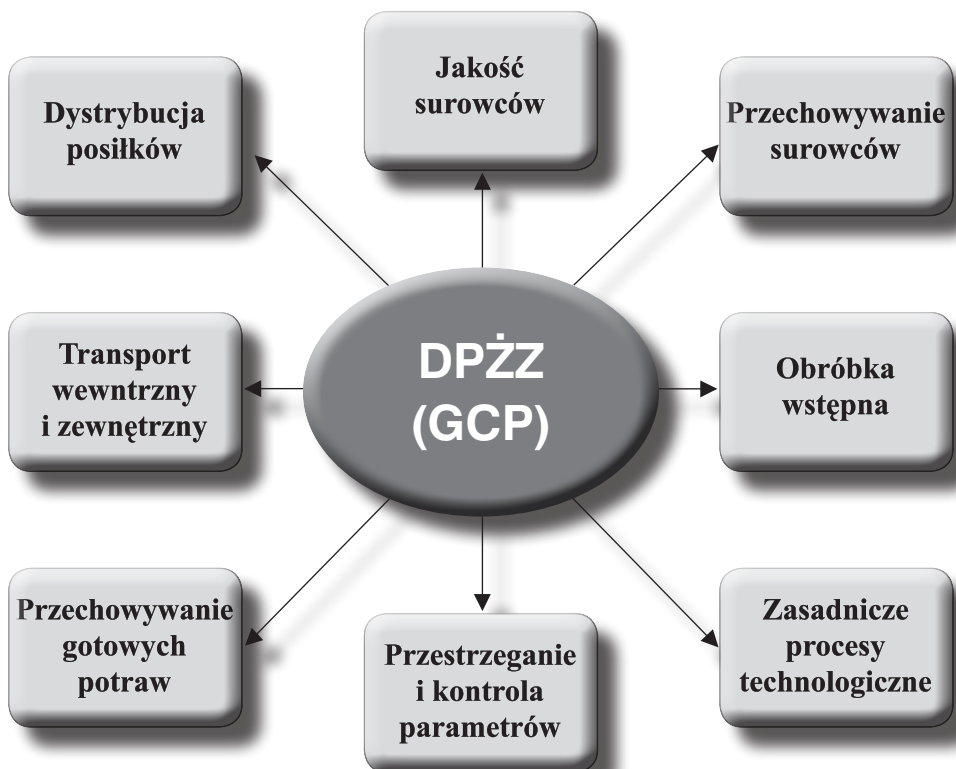 Jakość
surowców
Dystrybucja
posiłków
Przechowywanie
surowców
DPŻZ
(GCP)
Transport
wewntrzny
i zewnętrzny
Obróbka
wstępna
Przechowywanie
gotowych
potraw
Przestrzeganie
i kontrola
parametrów
Zasadnicze
procesy
technologiczne